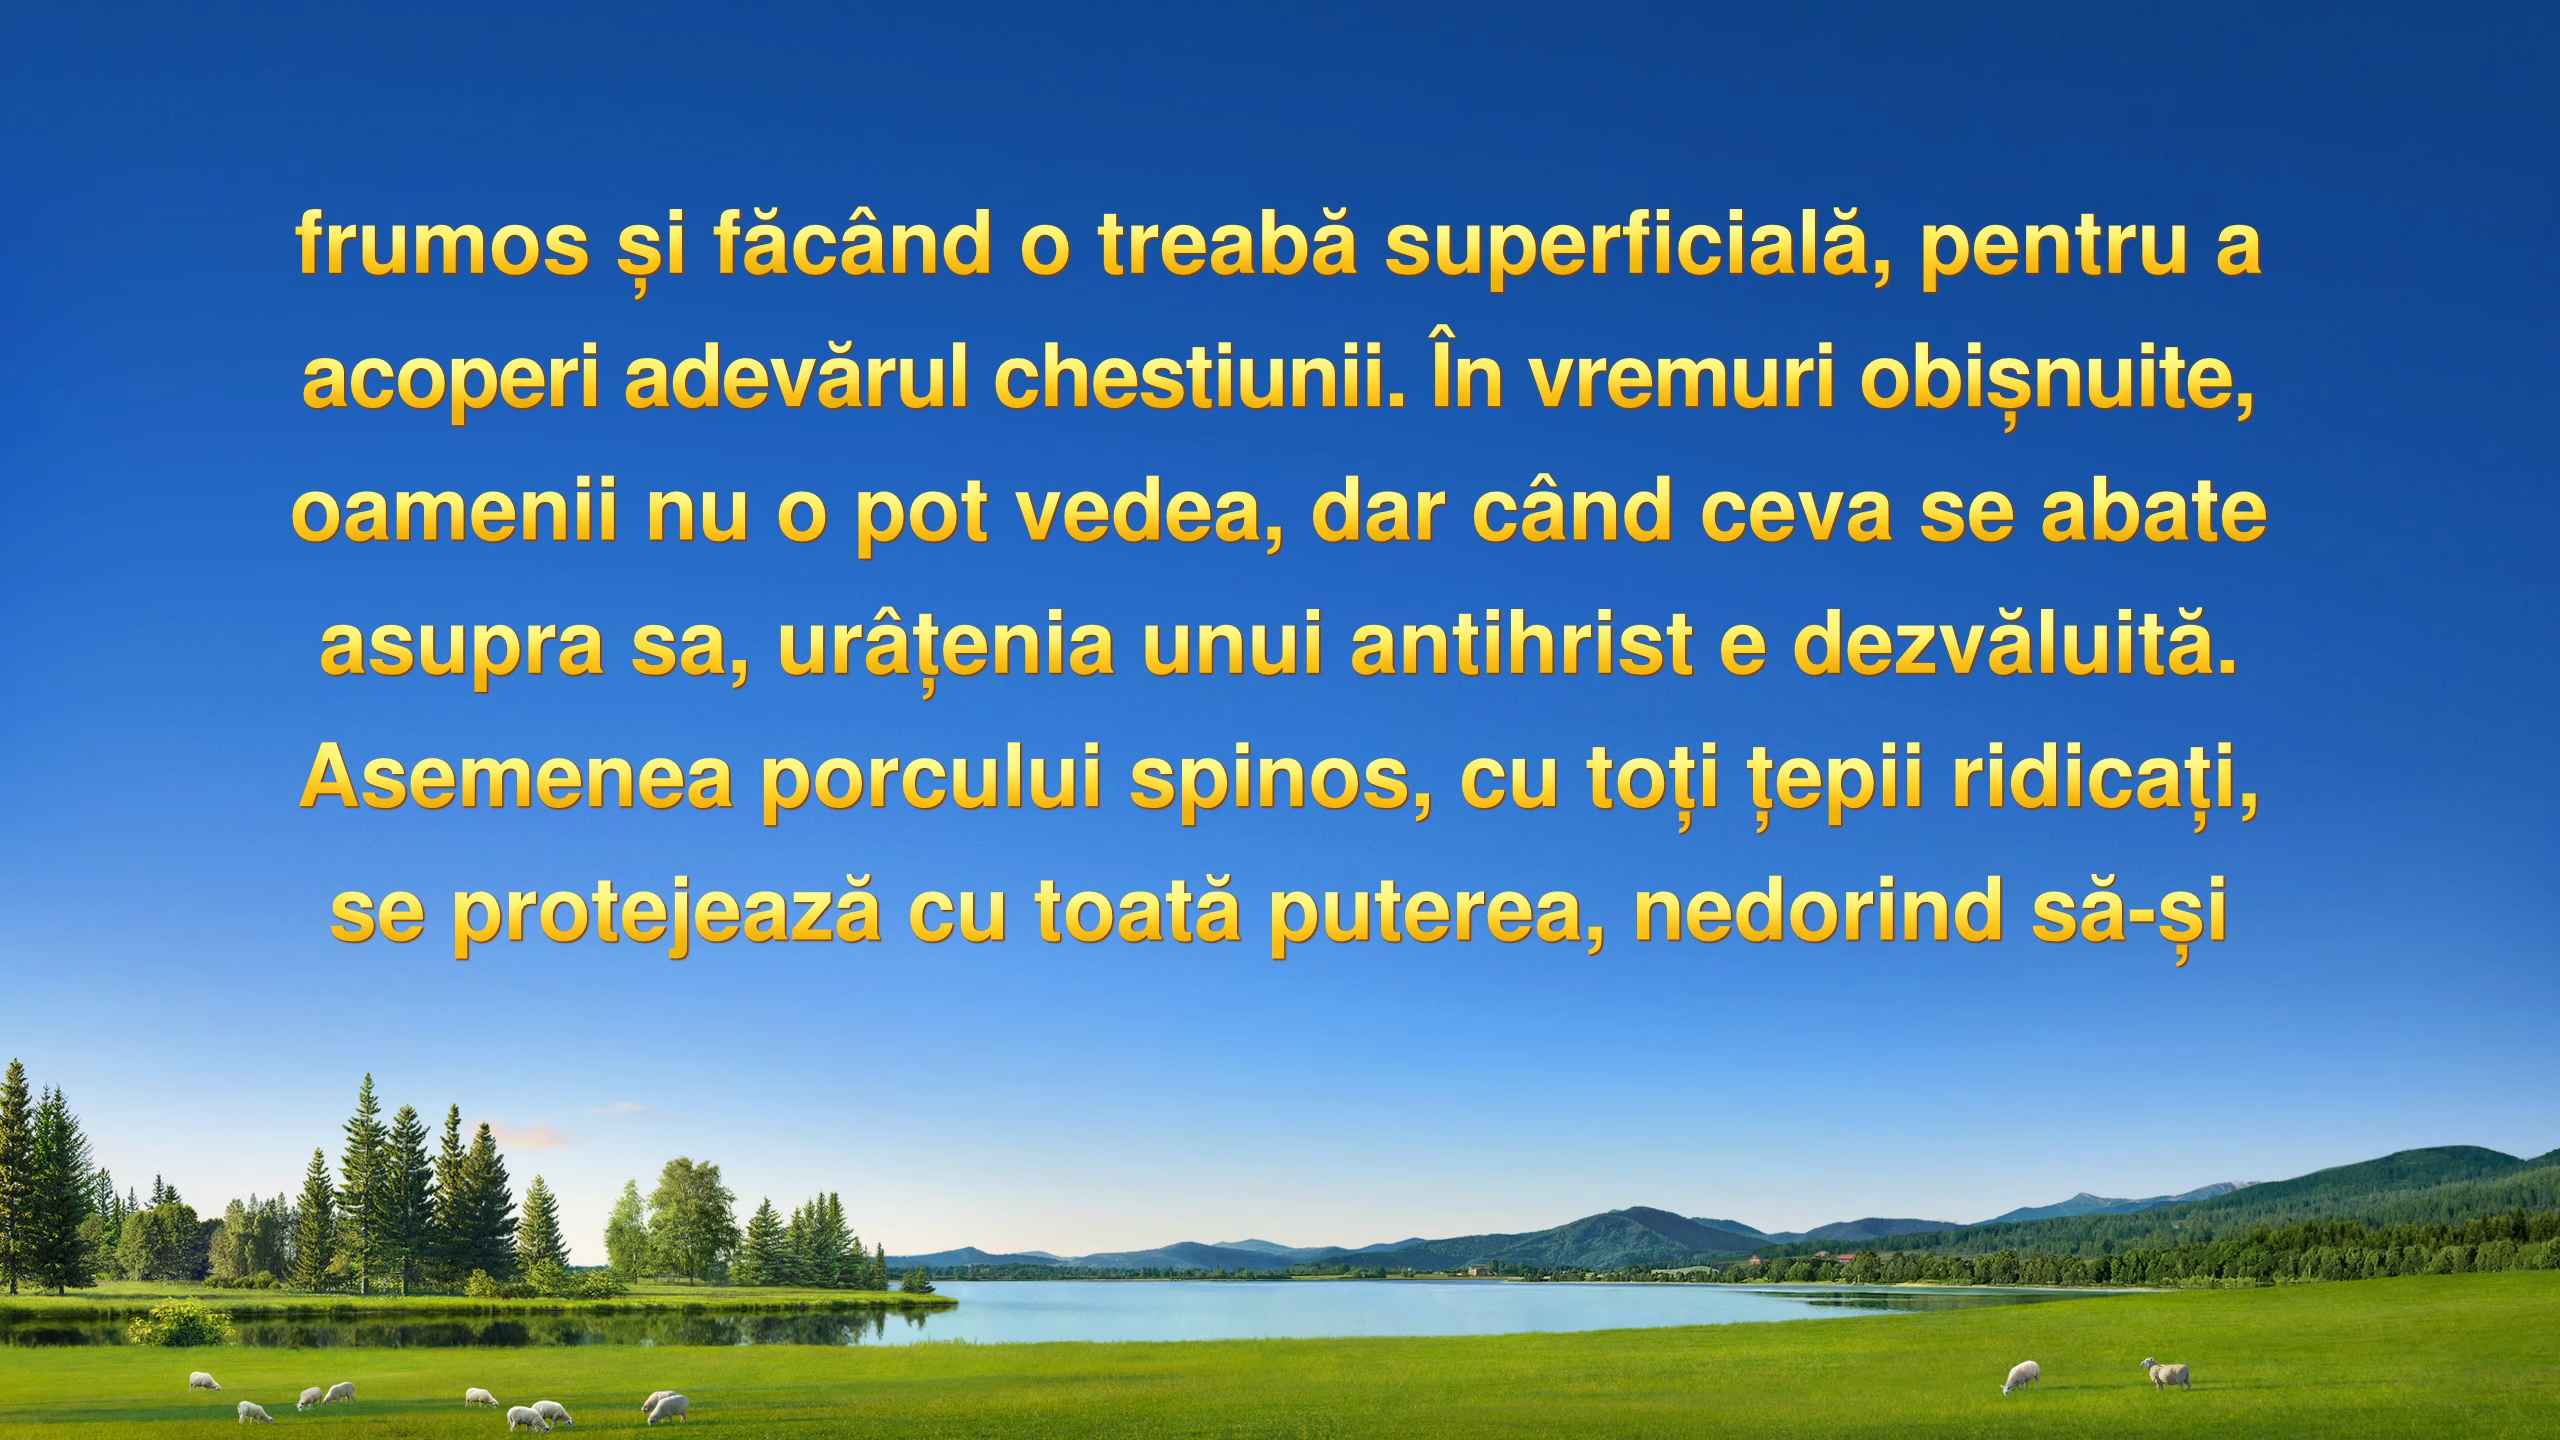 frumos și făcând o treabă superficială, pentru a
acoperi adevărul chestiunii. În vremuri obișnuite,
oamenii nu o pot vedea, dar când ceva se abate
asupra sa, urâțenia unui antihrist e dezvăluită.
Asemenea porcului spinos, cu toți țepii ridicați,
se protejează cu toată puterea, nedorind să-și